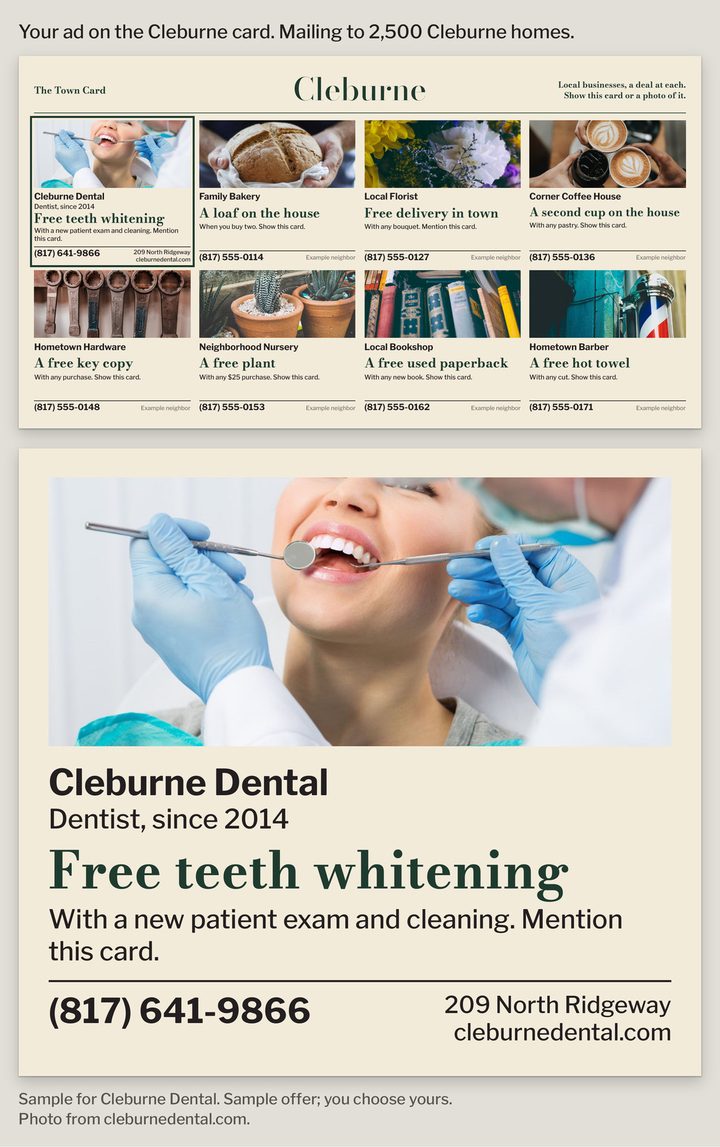 Your ad on the Cleburne card. Mailing to 2,500 Cleburne homes.
The Town Card
Cleburne
Local businesses, a deal at each.
Show this card or a photo of it.
Cleburne Dental
Dentist, since 2014
Free teeth whitening
With a new patient exam and cleaning. Mention
this card.
(817) 641-9866
209 North Ridgeway
cleburnedental.com
Family Bakery
A loaf on the house
When you buy two. Show this card.
(817) 555-0114
Example neighbor
Local Florist
Free delivery in town
With any bouquet. Mention this card.
(817) 555-0127
Example neighbor
Corner Coffee House
A second cup on the house
With any pastry. Show this card.
(817) 555-0136
Example neighbor
Hometown Hardware
A free key copy
With any purchase. Show this card.
(817) 555-0148
Example neighbor
Neighborhood Nursery
A free plant
With any $25 purchase. Show this card.
(817) 555-0153
Example neighbor
Local Bookshop
A free used paperback
With any new book. Show this card.
(817) 555-0162
Example neighbor
Hometown Barber
A free hot towel
With any cut. Show this card.
(817) 555-0171
Example neighbor
Cleburne Dental
Dentist, since 2014
Free teeth whitening
With a new patient exam and cleaning. Mention
this card.
(817) 641-9866
209 North Ridgeway
cleburnedental.com
Sample for Cleburne Dental. Sample offer; you choose yours.
Photo from cleburnedental.com.